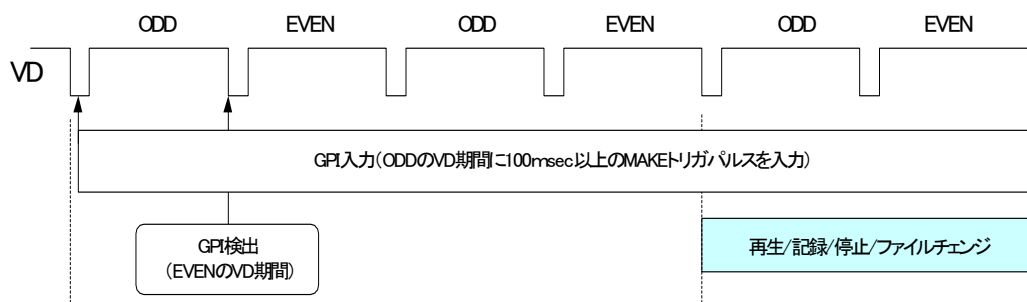 ODD EVEN ODD EVEN ODD EVEN
VD
GPI入力(ODDのVD期間に100msec以上のMAKEトリガパルスを入力)
GPI検出
(EVENのVD期間)
再生/記録/停止/ファイルチェンジ